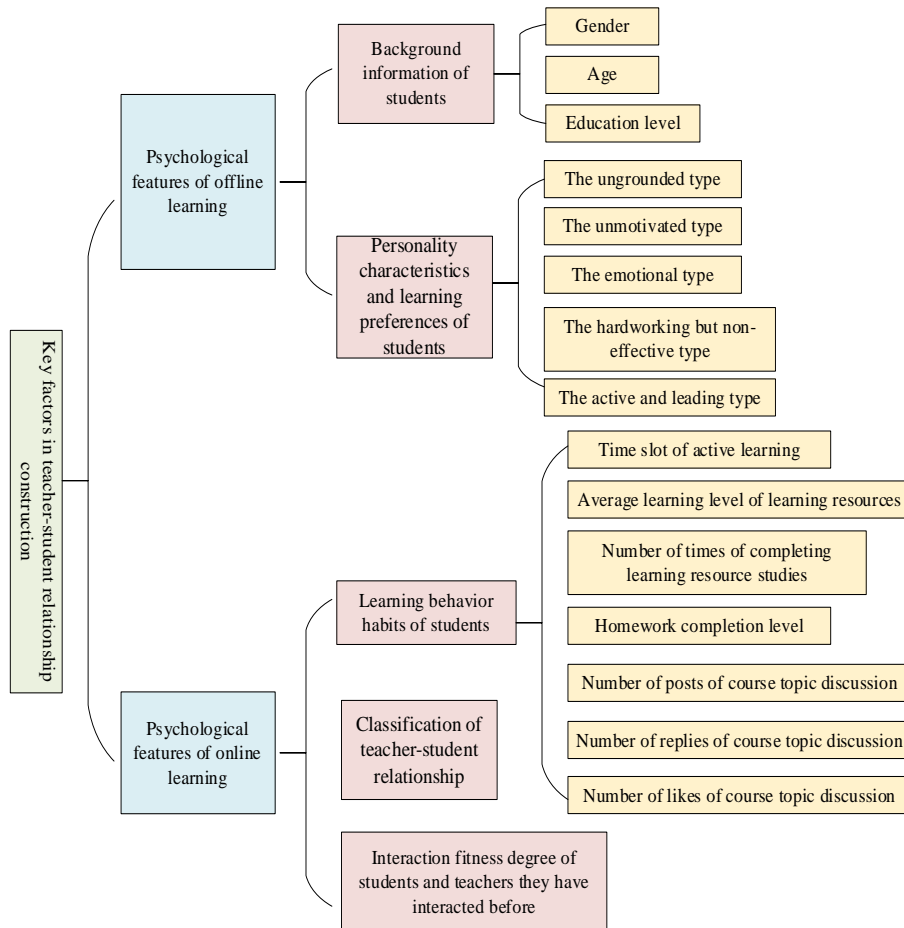 Key factors in teacher-student relationship
construction
Psychological
features of offline
learning
Background
information of
students
Gender
Age
Education level
Personality
characteristics
and learning
preferences of
students
The ungrounded type
The unmotivated type
The emotional type
The hardworking but non-
effective type
The active and leading type
Psychological
features of online
learning
Learning behavior
habits of students
Time slot of active learning
Average learning level of learning resources
Number of times of completing
learning resource studies
Homework completion level
Number of posts of course topic discussion
Number of replies of course topic discussion
Number of likes of course topic discussion
Classification of
teacher-student
relationship
Interaction fitness degree of
students and teachers they have
interacted before